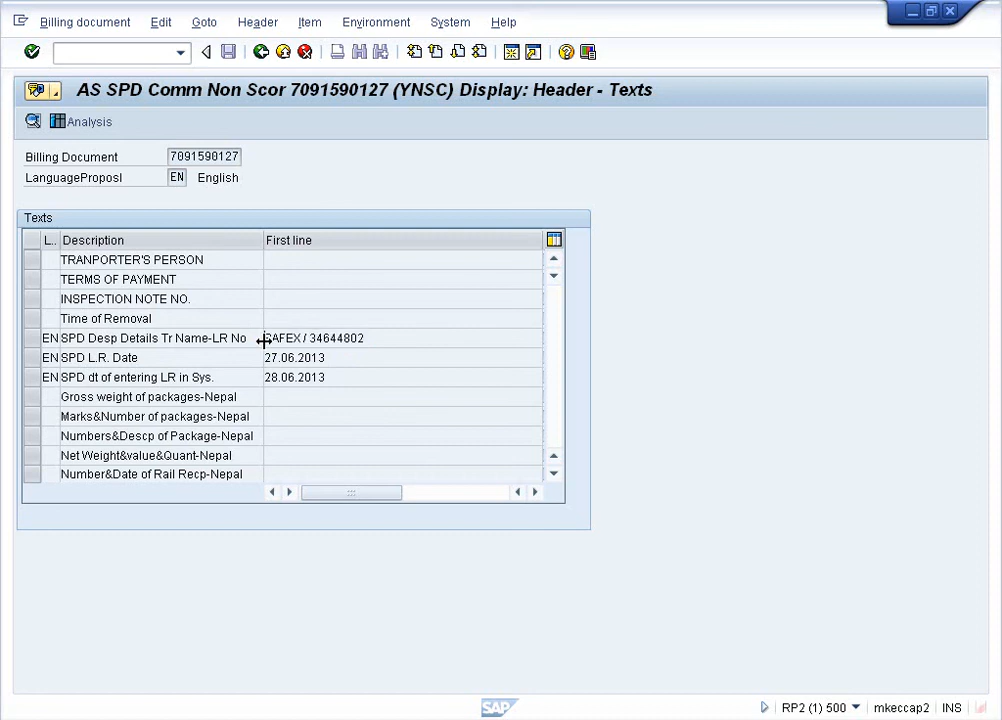 Billing document Edit Goto Header Item Environment System Help
AS SPD Comm Non Scor 7091590127 (YNSC) Display: Header - Texts
Analysis
Billing Document 7091590127
LanguageProposl EN English
Texts
L.. Description First line
TRANPORTER'S PERSON
TERMS OF PAYMENT
INSPECTION NOTE NO.
Time of Removal
EN SPD Desp Details Tr Name-LR No SAFEX / 34644802
EN SPD L.R. Date 27.06.2013
EN SPD dt of entering LR in Sys. 28.06.2013
Gross weight of packages-Nepal
Marks&Number of packages-Nepal
Numbers&Descp of Package-Nepal
Net Weight&value&Quant-Nepal
Number&Date of Rail Recp-Nepal
SAP RP2 (1) 500 mkeccap2 INS